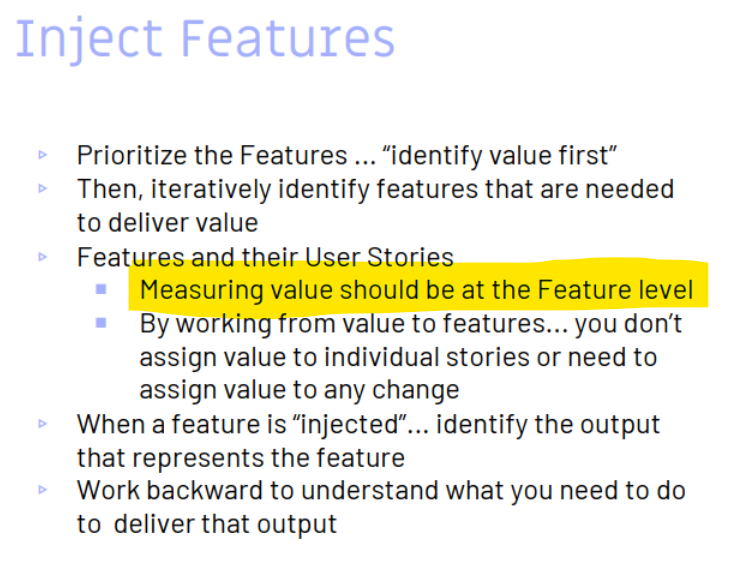 Inject Features
Prioritize the Features ... “identify value first”
Then, iteratively identify features that are needed
to deliver value
Features and their User Stories
Measuring value should be at the Feature level
By working from value to features... you don’t
assign value to individual stories or need to
assign value to any change
When a feature is “injected”... identify the output
that represents the feature
Work backward to understand what you need to do
to deliver that output